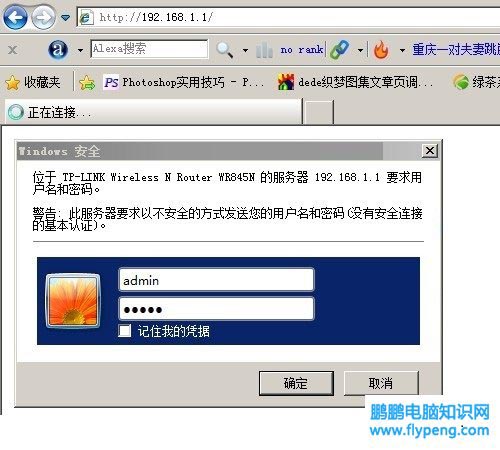 http://192.168.1.1/
Alexa搜索
no rank
重庆一对夫妻跳
收藏夹
PS Photoshop实用技巧 - P...
dede织梦图集文章页调...
绿茶
正在连接...
Windows 安全
位于 TP-LINK Wireless N Router WR845N 的服务器 192.168.1.1 要求用
户名和密码。
警告: 此服务器要求以不安全的方式发送您的用户名和密码(没有安全连接
的基本认证)。
admin
●●●●●
记住我的凭据
确定
取消
鹏鹏电脑知识网
www.flypeng.com